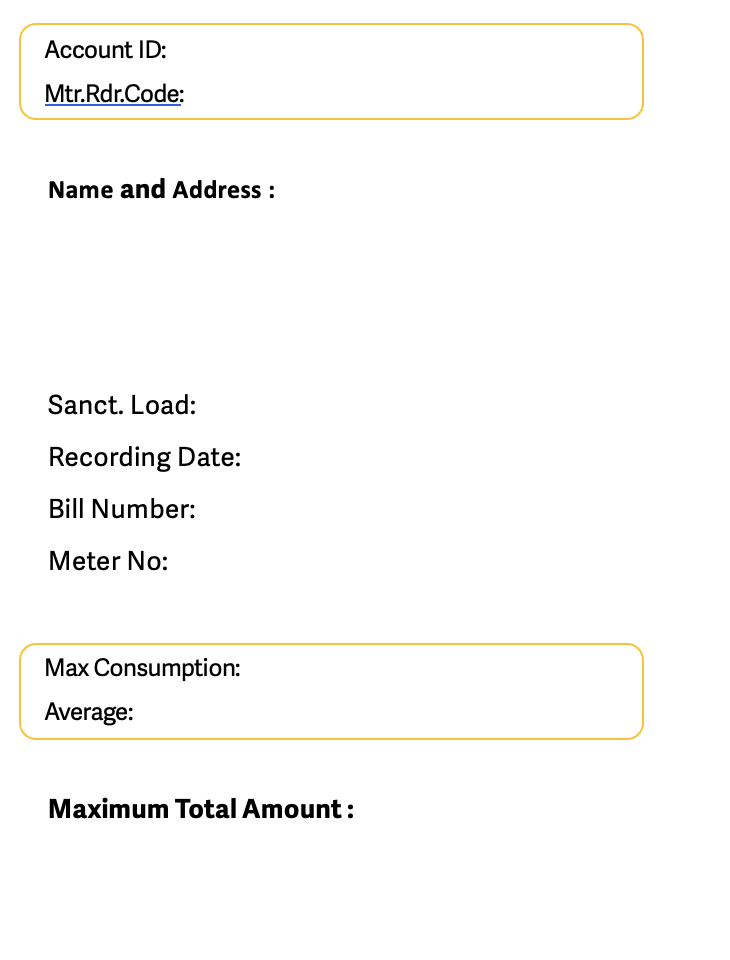 Account ID:
Mtr.Rdr.Code:
Name and Address :
Sanct. Load:
Recording Date:
Bill Number:
Meter No:
Max Consumption:
Average:
Maximum Total Amount :